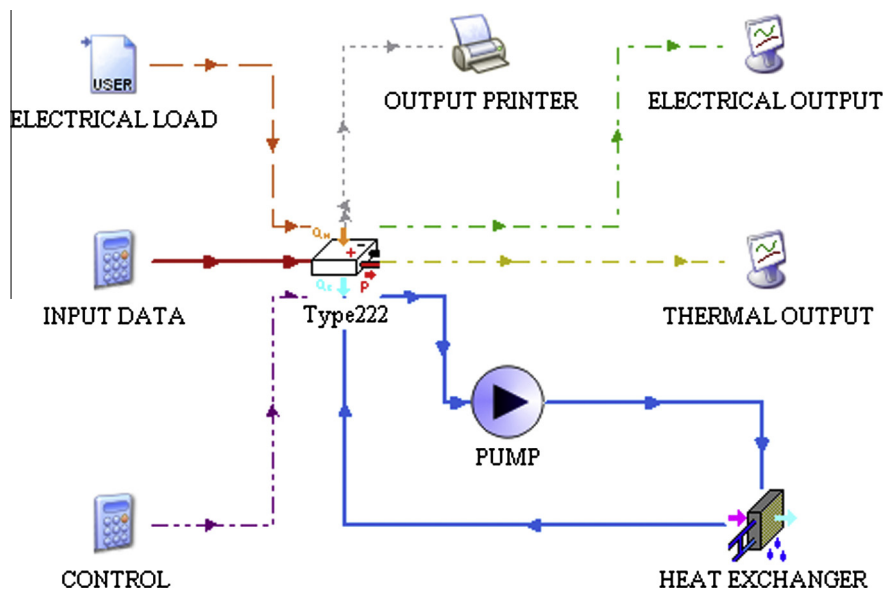 USER
ELECTRICAL LOAD
OUTPUT PRINTER
ELECTRICAL OUTPUT
INPUT DATA
P
Type222
THERMAL OUTPUT
PUMP
CONTROL
HEAT EXCHANGER